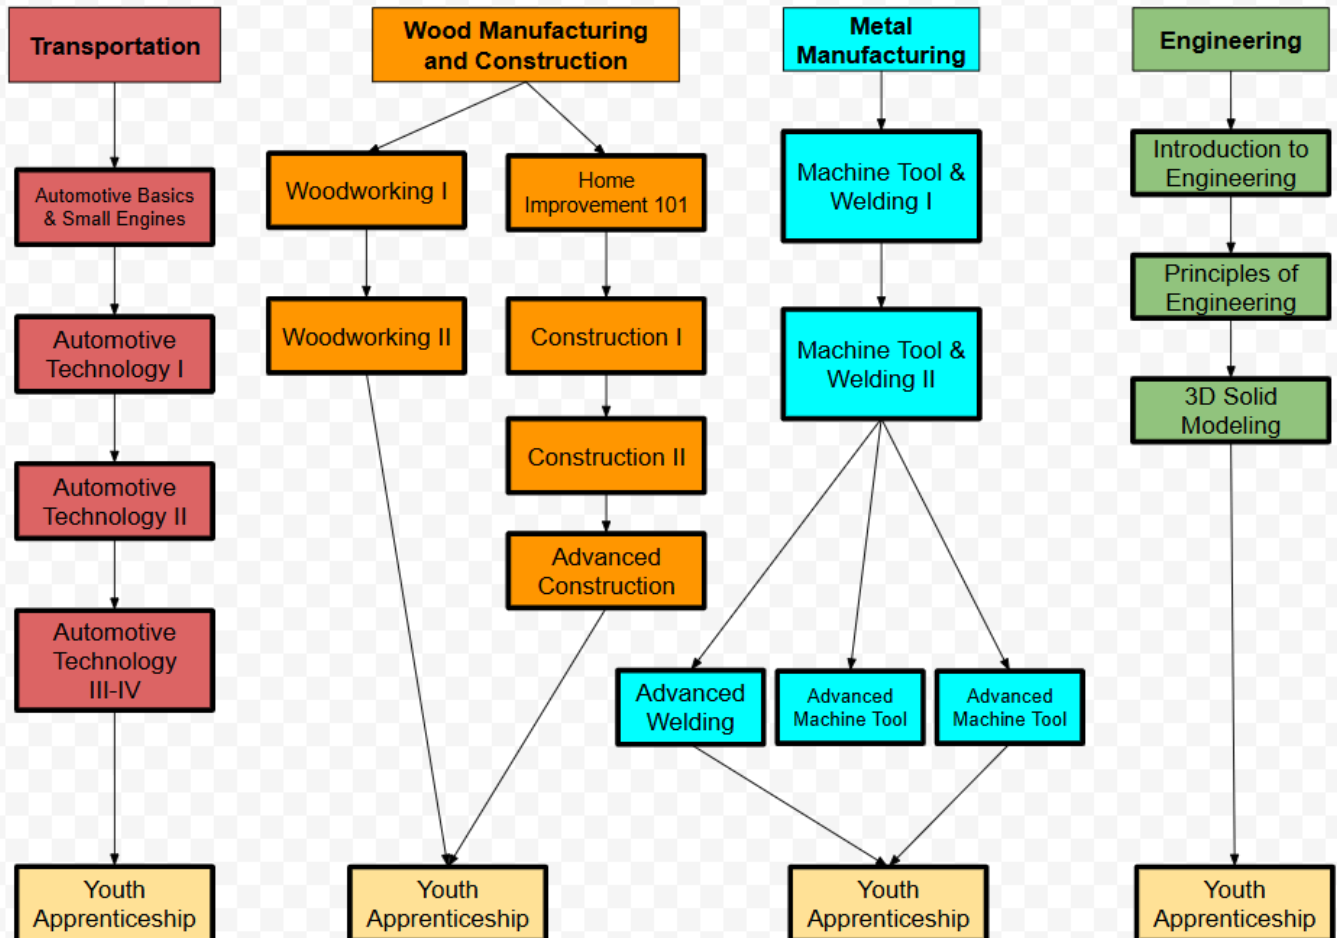 Transportation
Wood Manufacturing
and Construction
Metal
Manufacturing
Engineering
Automotive Basics
& Small Engines
Automotive
Technology I
Automotive
Technology II
Automotive
Technology
III-IV
Youth
Apprenticeship
Woodworking I
Woodworking II
Home
Improvement 101
Construction I
Construction II
Advanced
Construction
Youth
Apprenticeship
Machine Tool &
Welding I
Machine Tool &
Welding II
Advanced
Welding
Advanced
Machine Tool
Advanced
Machine Tool
Youth
Apprenticeship
Introduction to
Engineering
Principles of
Engineering
3D Solid
Modeling
Youth
Apprenticeship